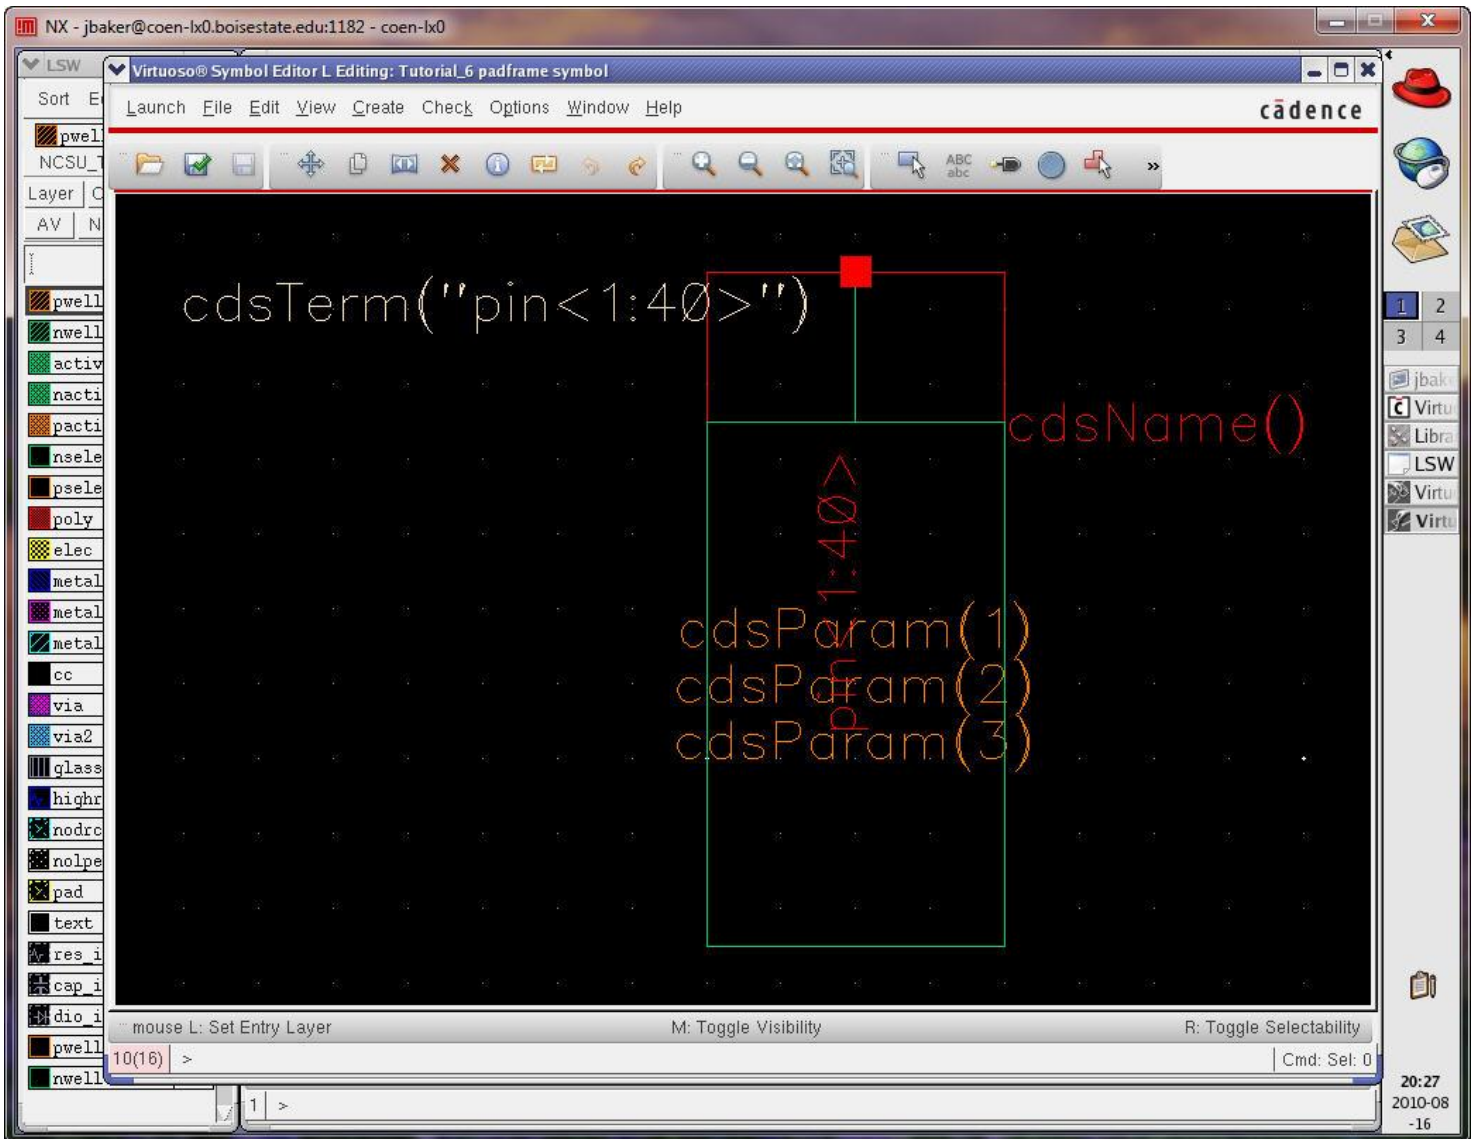 NX - jbaker@coen-lx0.boisestate.edu:1182 - coen-lx0
LSW
Virtuoso® Symbol Editor L Editing: Tutorial_6 padframe symbol
Sort
Launch File Edit View Create Check Options Window Help
cādence
pwel
NCSU_
Layer
AV N
ABC
abc
»
pwell
nwell
activ
nacti
pacti
nsele
psele
poly
elec
metal
metal
metal
cc
via
via2
glass
highr
nodrc
nolpe
pad
text
res_i
cap_i
dio_i
pwell
nwell
cdsTerm("pin<1:40>")
cdsName()
pin<1:40>
cdsParam(1)
cdsParam(2)
cdsParam(3)
mouse L: Set Entry Layer M: Toggle Visibility R: Toggle Selectability
10(16) > Cmd: Sel: 0
1 >
1 2
3 4
jbak
Virtu
Libra
LSW
Virtu
Virtu
20:27
2010-08
-16